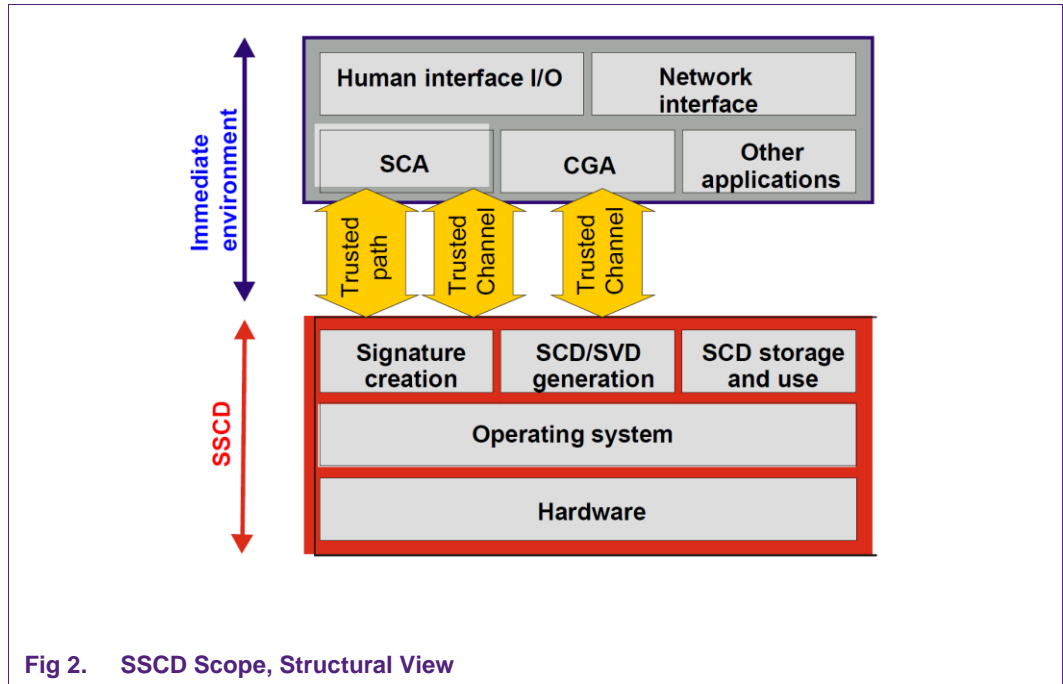 Immediate
environment
Human interface I/O
Network
interface
SCA
CGA
Other
applications
Trusted
path
Trusted
Channel
Trusted
Channel
SSCD
Signature
creation
SCD/SVD
generation
SCD storage
and use
Operating system
Hardware
Fig 2. SSCD Scope, Structural View